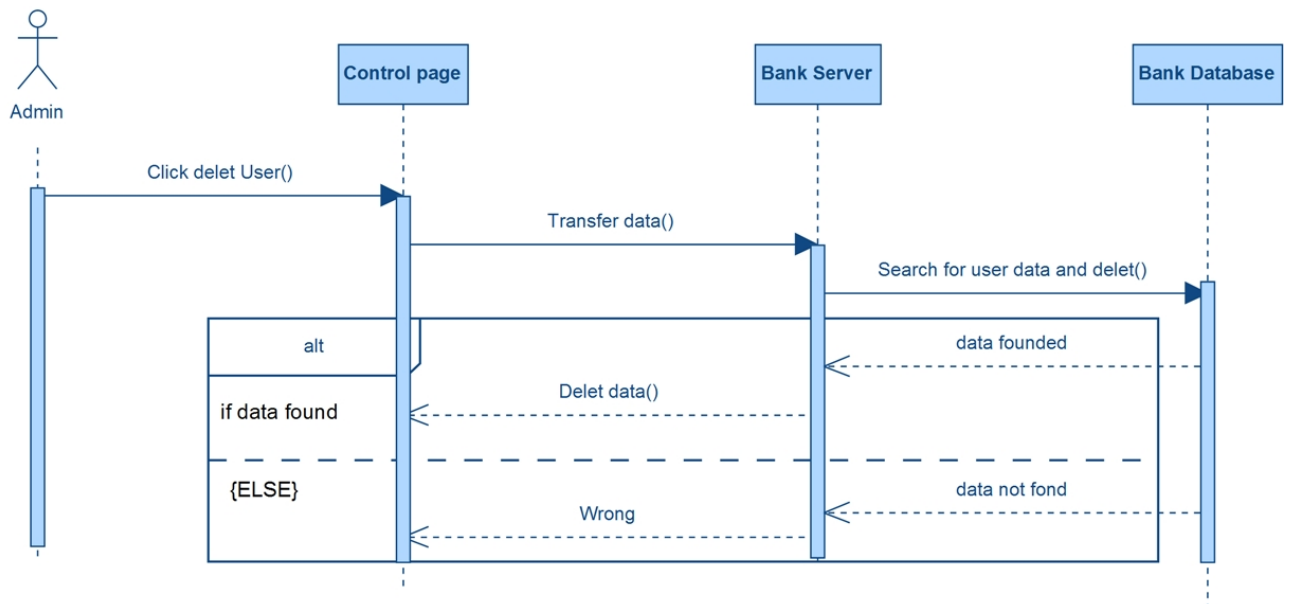 Admin
Control page
Bank Server
Bank Database
Click delet User()
Transfer data()
Search for user data and delet()
alt
data founded
Delet data()
if data found
{ELSE}
data not fond
Wrong